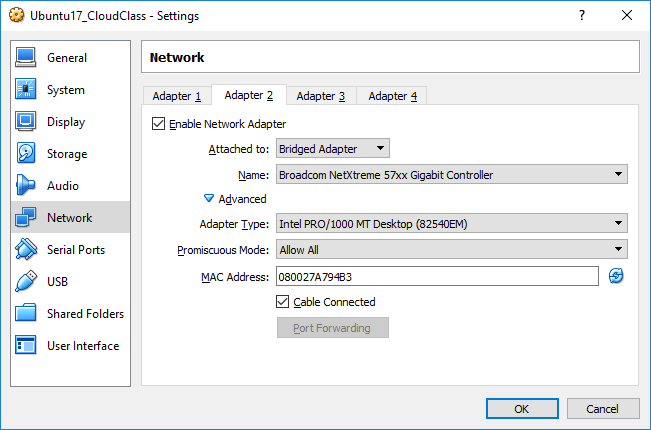 Ubuntu17_CloudClass - Settings
General
System
Display
Storage
Audio
Network
Serial Ports
USB
Shared Folders
User Interface
Network
Adapter 1 Adapter 2 Adapter 3 Adapter 4
Enable Network Adapter
Attached to: Bridged Adapter
Name: Broadcom NetXtreme 57xx Gigabit Controller
Advanced
Adapter Type: Intel PRO/1000 MT Desktop (82540EM)
Promiscuous Mode: Allow All
MAC Address: 080027A794B3
Cable Connected
Port Forwarding
OK Cancel